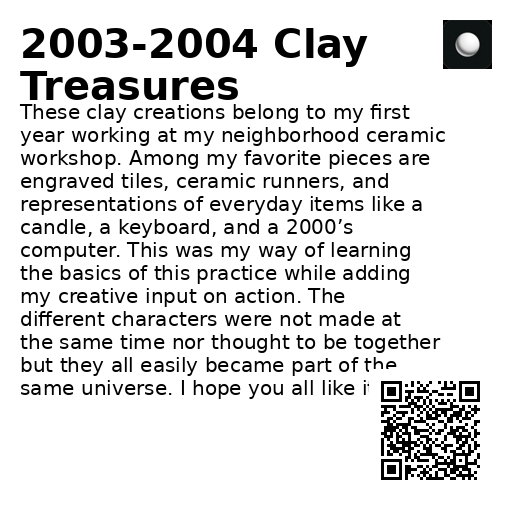 2003-2004 Clay
Treasures
These clay creations belong to my first
year working at my neighborhood ceramic
workshop. Among my favorite pieces are
engraved tiles, ceramic runners, and
representations of everyday items like a
candle, a keyboard, and a 2000’s
computer. This was my way of learning
the basics of this practice while adding
my creative input on action. The
different characters were not made at
the same time nor thought to be together
but they all easily became part of the
same universe. I hope you all like